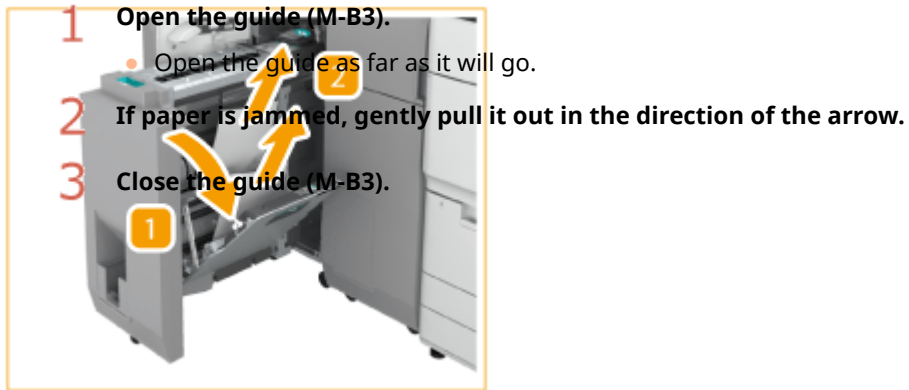 1 Open the guide (M-B3).
• Open the guide as far as it will go.
2
2 If paper is jammed, gently pull it out in the direction of the arrow.
3 Close the guide (M-B3).
1